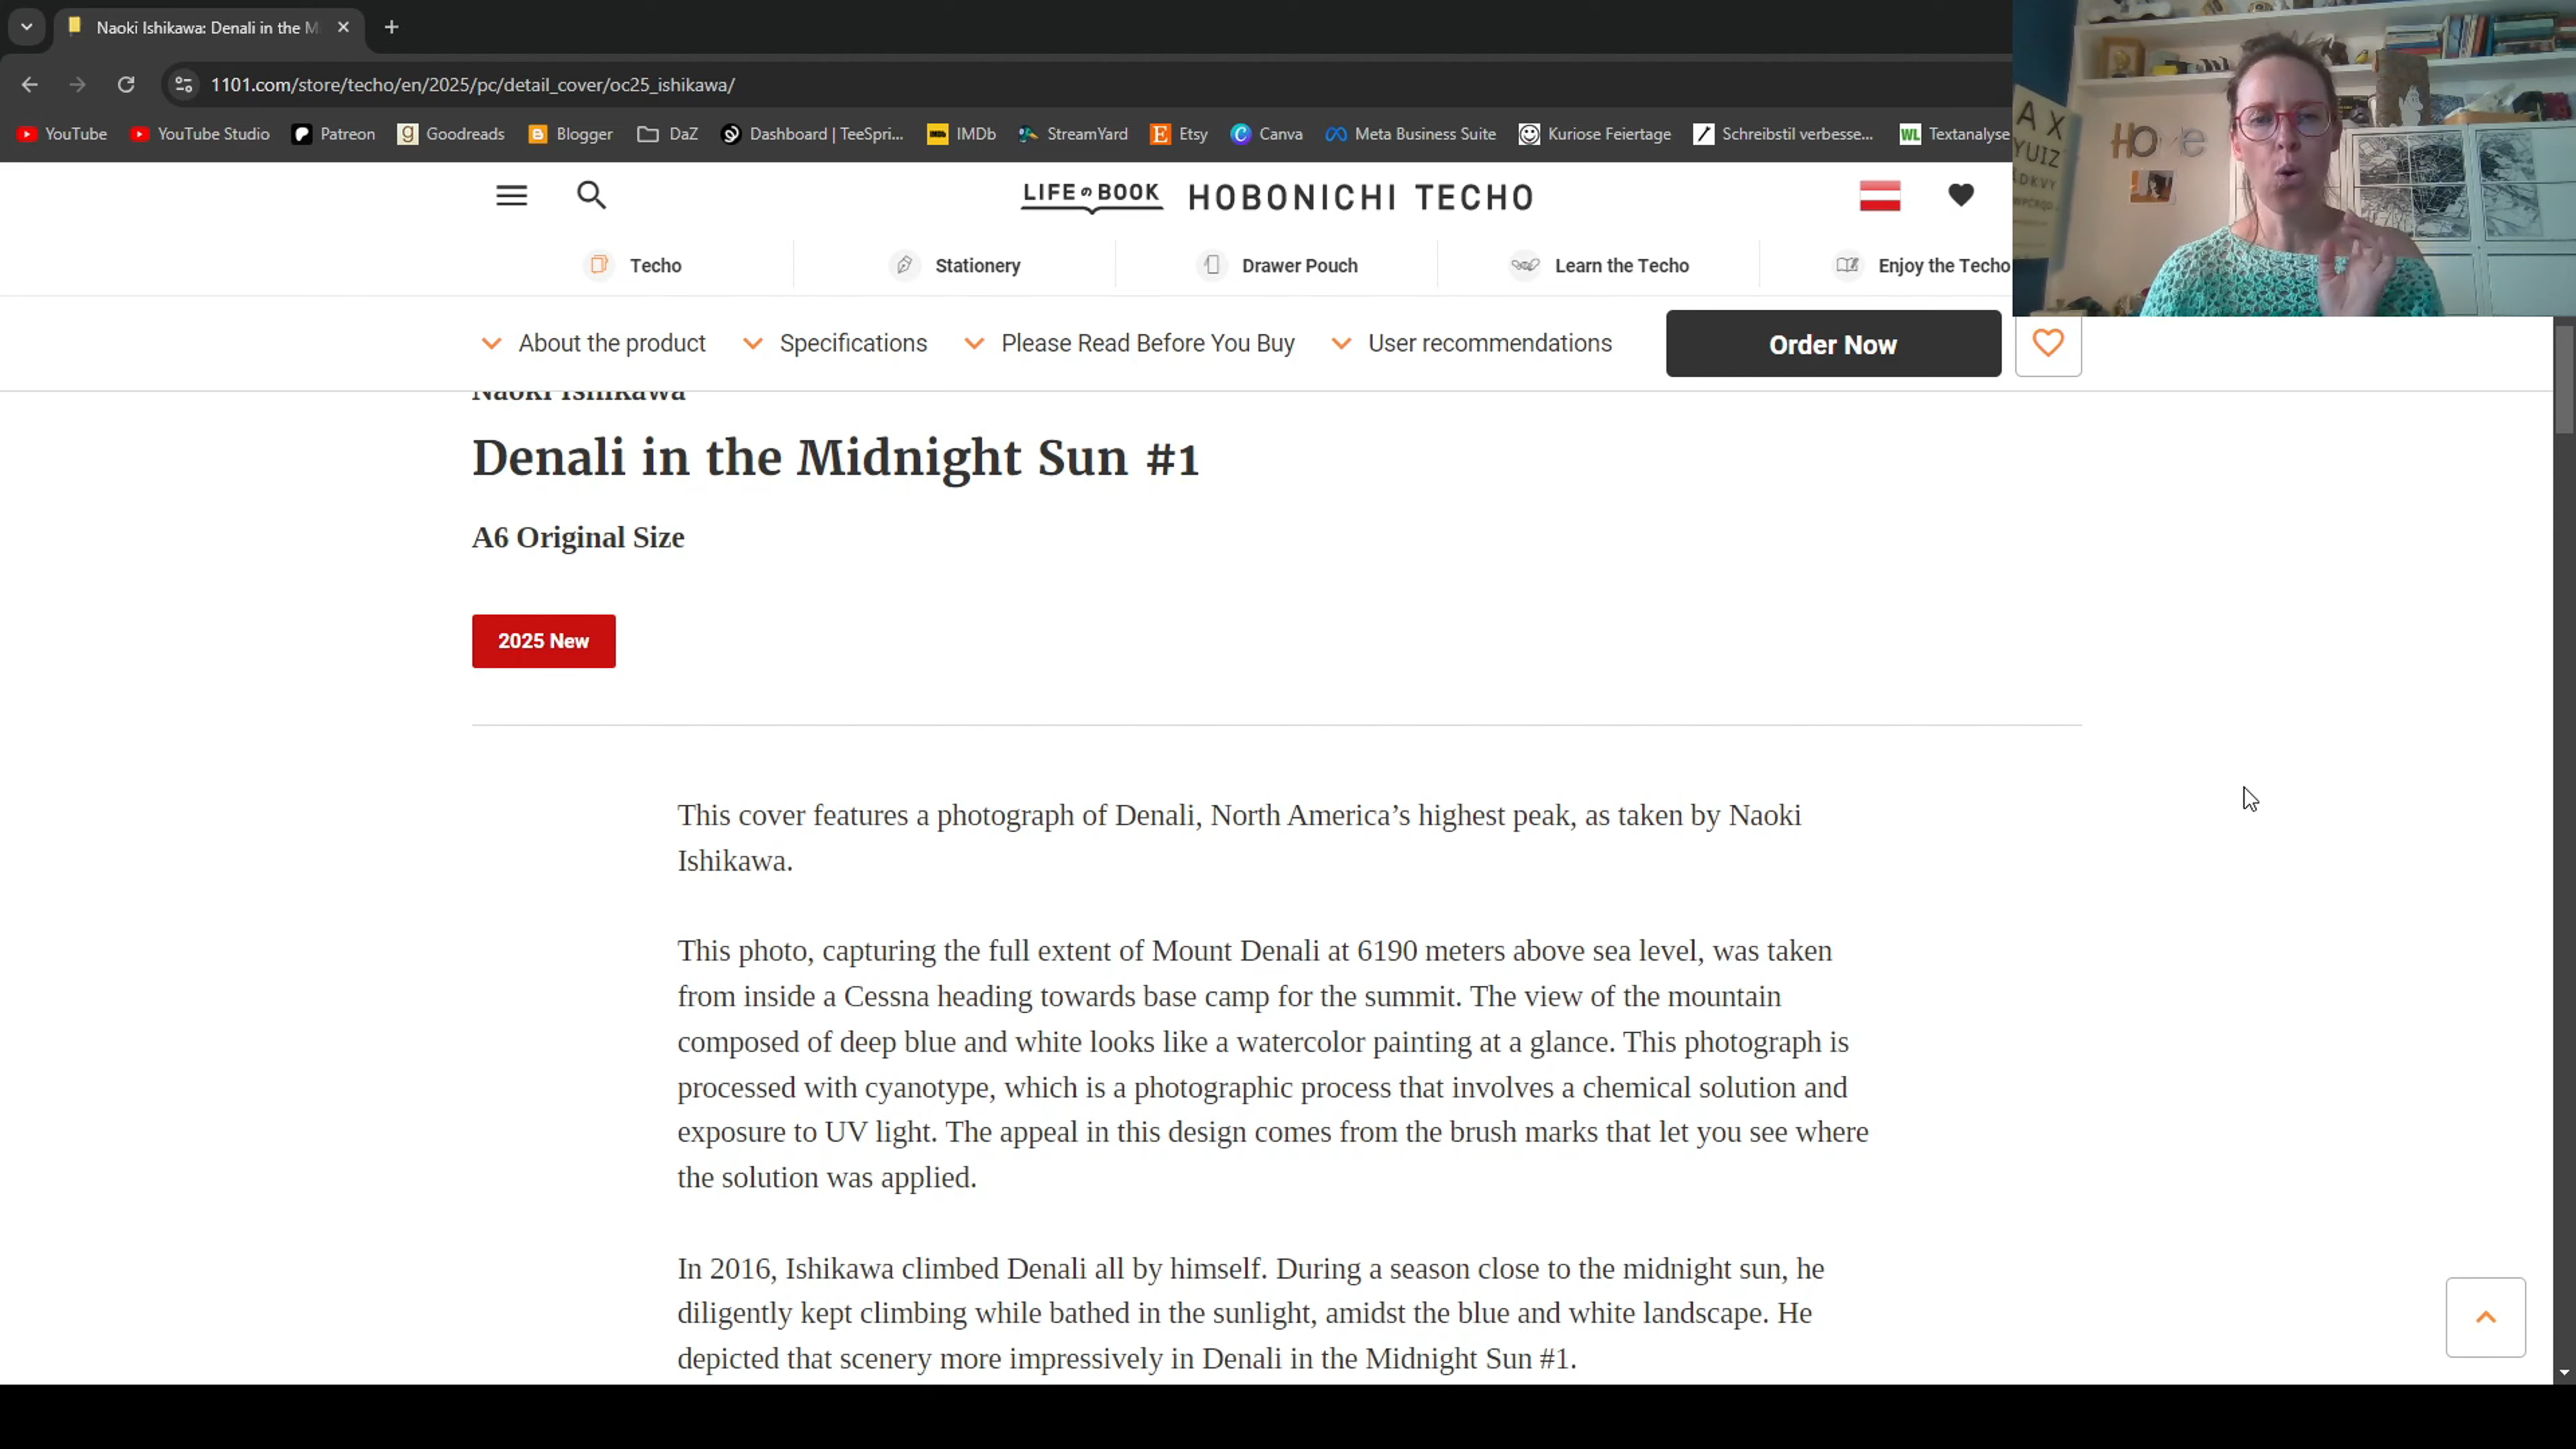 Naoki Ishikawa: Denali in the M
1101.com/store/techo/en/2025/pc/detail_cover/oc25_ishikawa/
YouTube YouTube Studio Patreon Goodreads Blogger DaZ Dashboard | TeeSpri... IMDb StreamYard Etsy Canva Meta Business Suite Kuriose Feiertage Schreibstil verbesse... WL Textanalyse
LIFE の BOOK HOBONICHI TECHO
Techo Stationery Drawer Pouch Learn the Techo Enjoy the Techo
About the product Specifications Please Read Before You Buy User recommendations Order Now
Naoki Ishikawa
Denali in the Midnight Sun #1
A6 Original Size
2025 New
This cover features a photograph of Denali, North America’s highest peak, as taken by Naoki
Ishikawa.
This photo, capturing the full extent of Mount Denali at 6190 meters above sea level, was taken
from inside a Cessna heading towards base camp for the summit. The view of the mountain
composed of deep blue and white looks like a watercolor painting at a glance. This photograph is
processed with cyanotype, which is a photographic process that involves a chemical solution and
exposure to UV light. The appeal in this design comes from the brush marks that let you see where
the solution was applied.
In 2016, Ishikawa climbed Denali all by himself. During a season close to the midnight sun, he
diligently kept climbing while bathed in the sunlight, amidst the blue and white landscape. He
depicted that scenery more impressively in Denali in the Midnight Sun #1.
A X
YUIZ
DKVY
HOVE